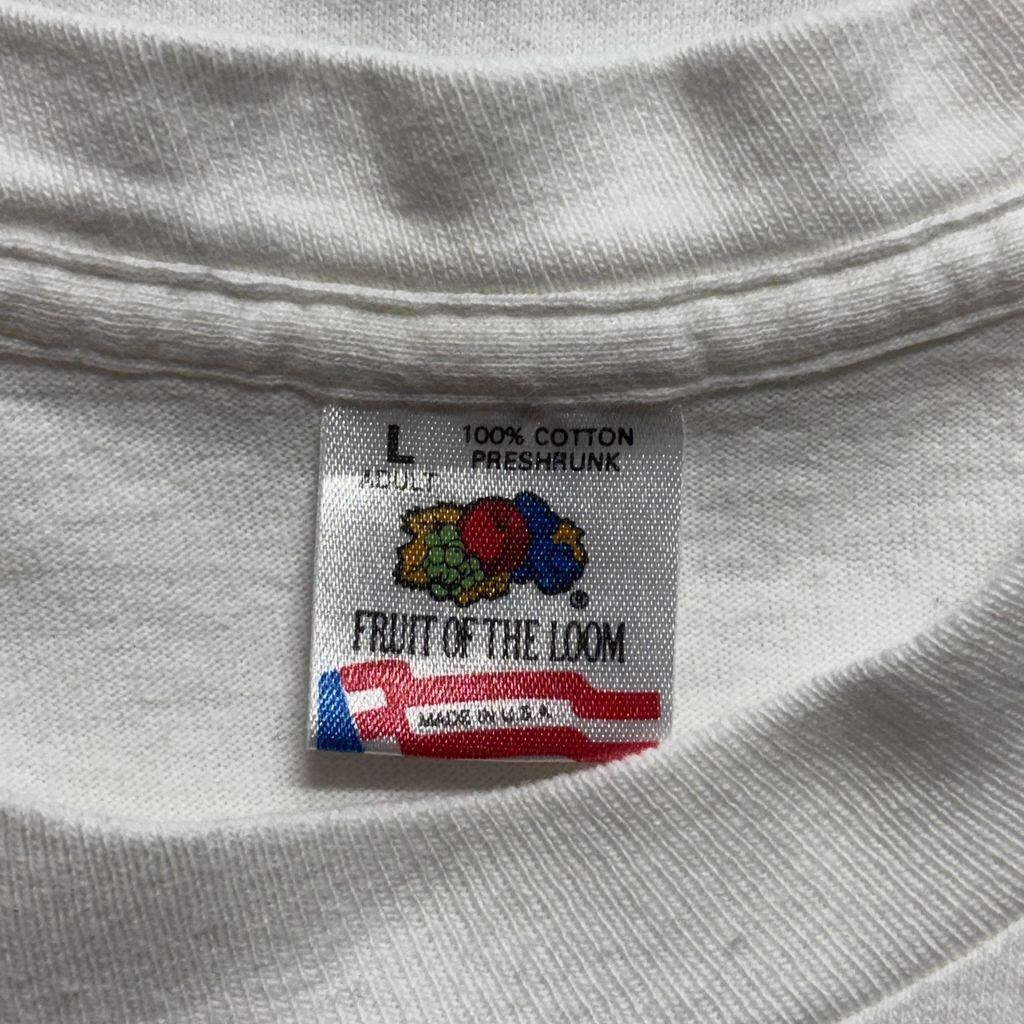 L
ADULT
100% COTTON
PRESHRUNK
®
FRUIT OF THE LOOM
MADE IN U.S.A.